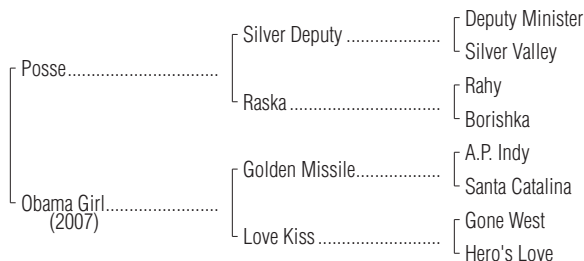 Deputy Minister
Silver Deputy ........................
Silver Valley
Posse......................................
Rahy
Raska ......................................
Borishka
A.P. Indy
Golden Missile.....................
Santa Catalina
Obama Girl............................
(2007)
Gone West
Love Kiss ...............................
Hero's Love